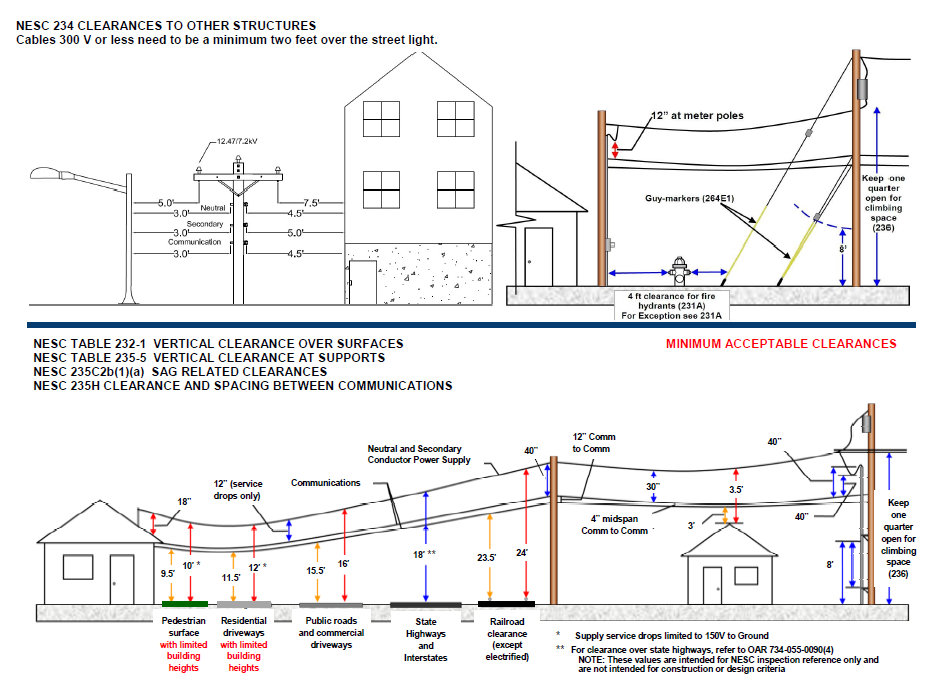 NESC 234 CLEARANCES TO OTHER STRUCTURES
Cables 300 V or less need to be a minimum two feet over the street light.
12.47/7.2kV
5.0'
Neutral
7.5'
3.0'
4.5'
Secondary
3.0'
5.0'
Communication
3.0'
4.5'
12" at meter poles
Guy-markers (264E1)
Keep one
quarter
open for
climbing
space
(236)
8'
4 ft clearance for fire
hydrants (231A)
For Exception see 231A
NESC TABLE 232-1 VERTICAL CLEARANCE OVER SURFACES
NESC TABLE 235-5 VERTICAL CLEARANCE AT SUPPORTS
NESC 235C2b(1)(a) SAG RELATED CLEARANCES
NESC 235H CLEARANCE AND SPACING BETWEEN COMMUNICATIONS
MINIMUM ACCEPTABLE CLEARANCES
18"
12" (service
drops only)
Communications
Neutral and Secondary
Conductor Power Supply
40"
12" Comm
to Comm
30"
4" midspan
Comm to Comm
3.5'
3'
40"
40"
8'
Keep
one
quarter
open for
climbing
space
(236)
9.5'
10' *
11.5'
12' *
15.5'
16'
18' **
23.5'
24'
Pedestrian
surface
with limited
building
heights
Residential
driveways
with limited
building
heights
Public roads
and commercial
driveways
State
Highways
and
Interstates
Railroad
clearance
(except
electrified)
* Supply service drops limited to 150V to Ground
** For clearance over state highways, refer to OAR 734-055-0090(4)
NOTE: These values are intended for NESC inspection reference only and
are not intended for construction or design criteria